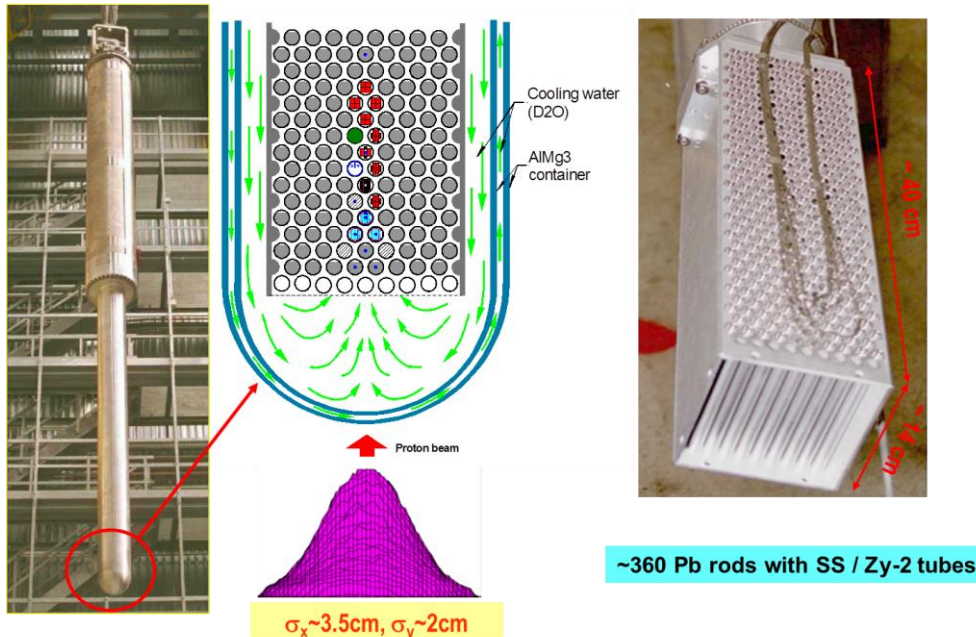 Cooling water
(D2O)
AlMg3
container
Proton beam
σx~3.5cm, σy~2cm
~ 40 cm
~ 14 cm
~360 Pb rods with SS / Zy-2 tubes